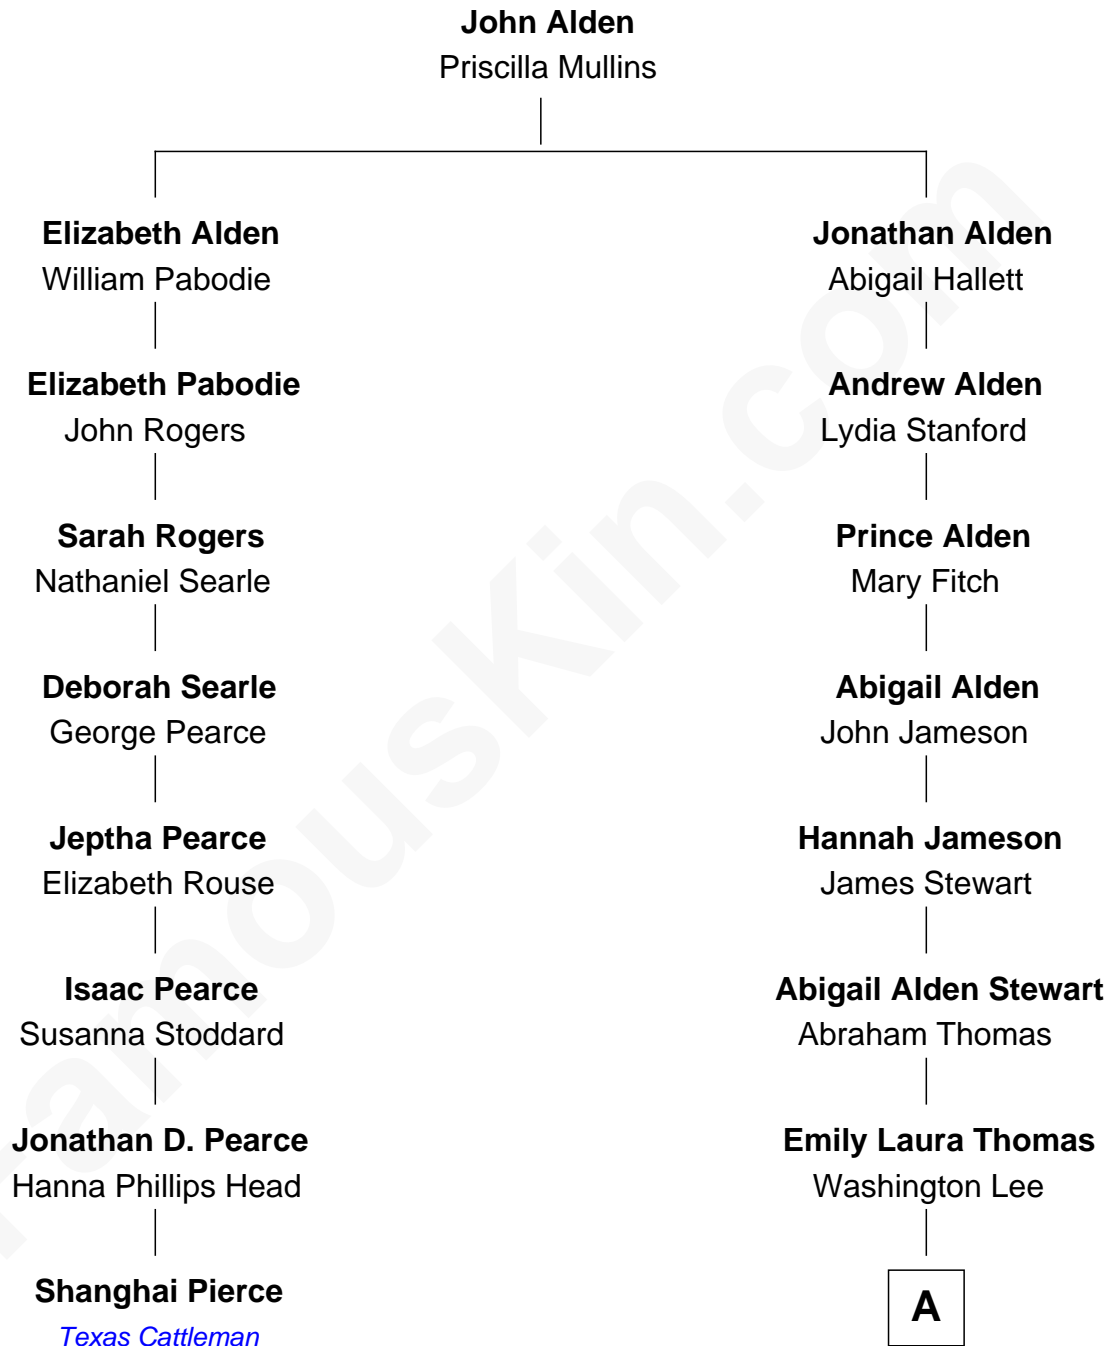 John Alden
Priscilla Mullins
Elizabeth Alden
William Pabodie
Jonathan Alden
Abigail Hallett
Elizabeth Pabodie
John Rogers
Andrew Alden
Lydia Stanford
Sarah Rogers
Nathaniel Searle
Prince Alden
Mary Fitch
Deborah Searle
George Pearce
Abigail Alden
John Jameson
Jeptha Pearce
Elizabeth Rouse
Hannah Jameson
James Stewart
Isaac Pearce
Susanna Stoddard
Abigail Alden Stewart
Abraham Thomas
Jonathan D. Pearce
Hanna Phillips Head
Emily Laura Thomas
Washington Lee
Shanghai Pierce
Texas Cattleman
A
FamousKin.com